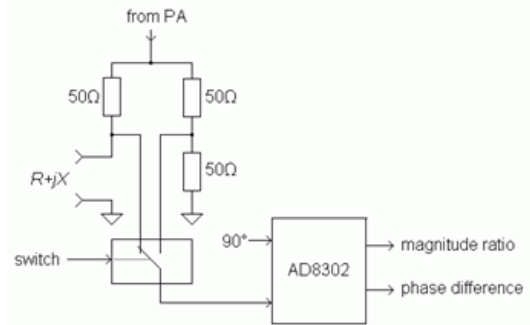 from PA
50Ω
50Ω
50Ω
R+jX
90°
switch
AD8302
magnitude ratio
phase difference